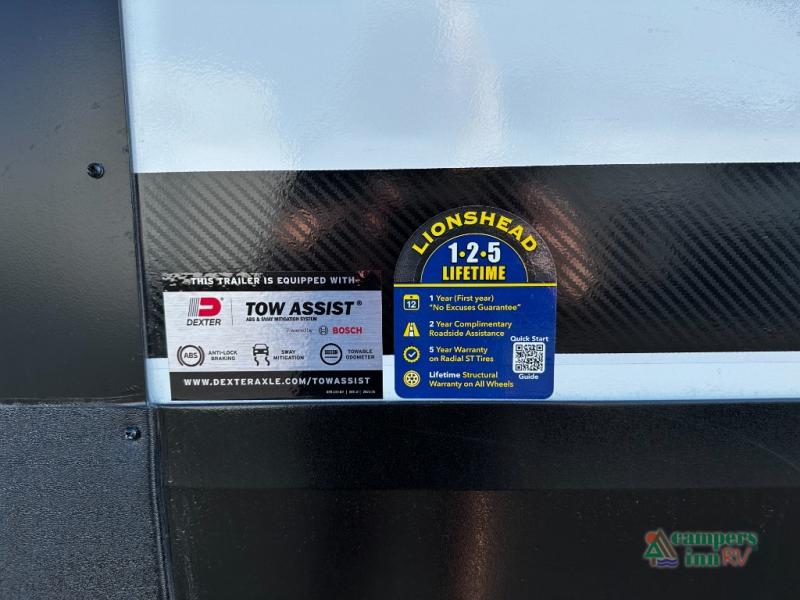 THIS TRAILER IS EQUIPPED WITH
DEXTER
TOW ASSIST®
ABS & SWAY MITIGATION SYSTEM
Powered by BOSCH
ABS
ANTI-LOCK
BRAKING
SWAY
MITIGATION
TOWABLE
ODOMETER
WWW.DEXTERAXLE.COM/TOWASSIST
LIONSHEAD
1•2•5
LIFETIME
12
1 Year (First year)
"No Excuses Guarantee"
2 Year Complimentary
Roadside Assistance
5 Year Warranty
on Radial ST Tires
Lifetime Structural
Warranty on All Wheels
Quick Start
Guide
campers
inn RV